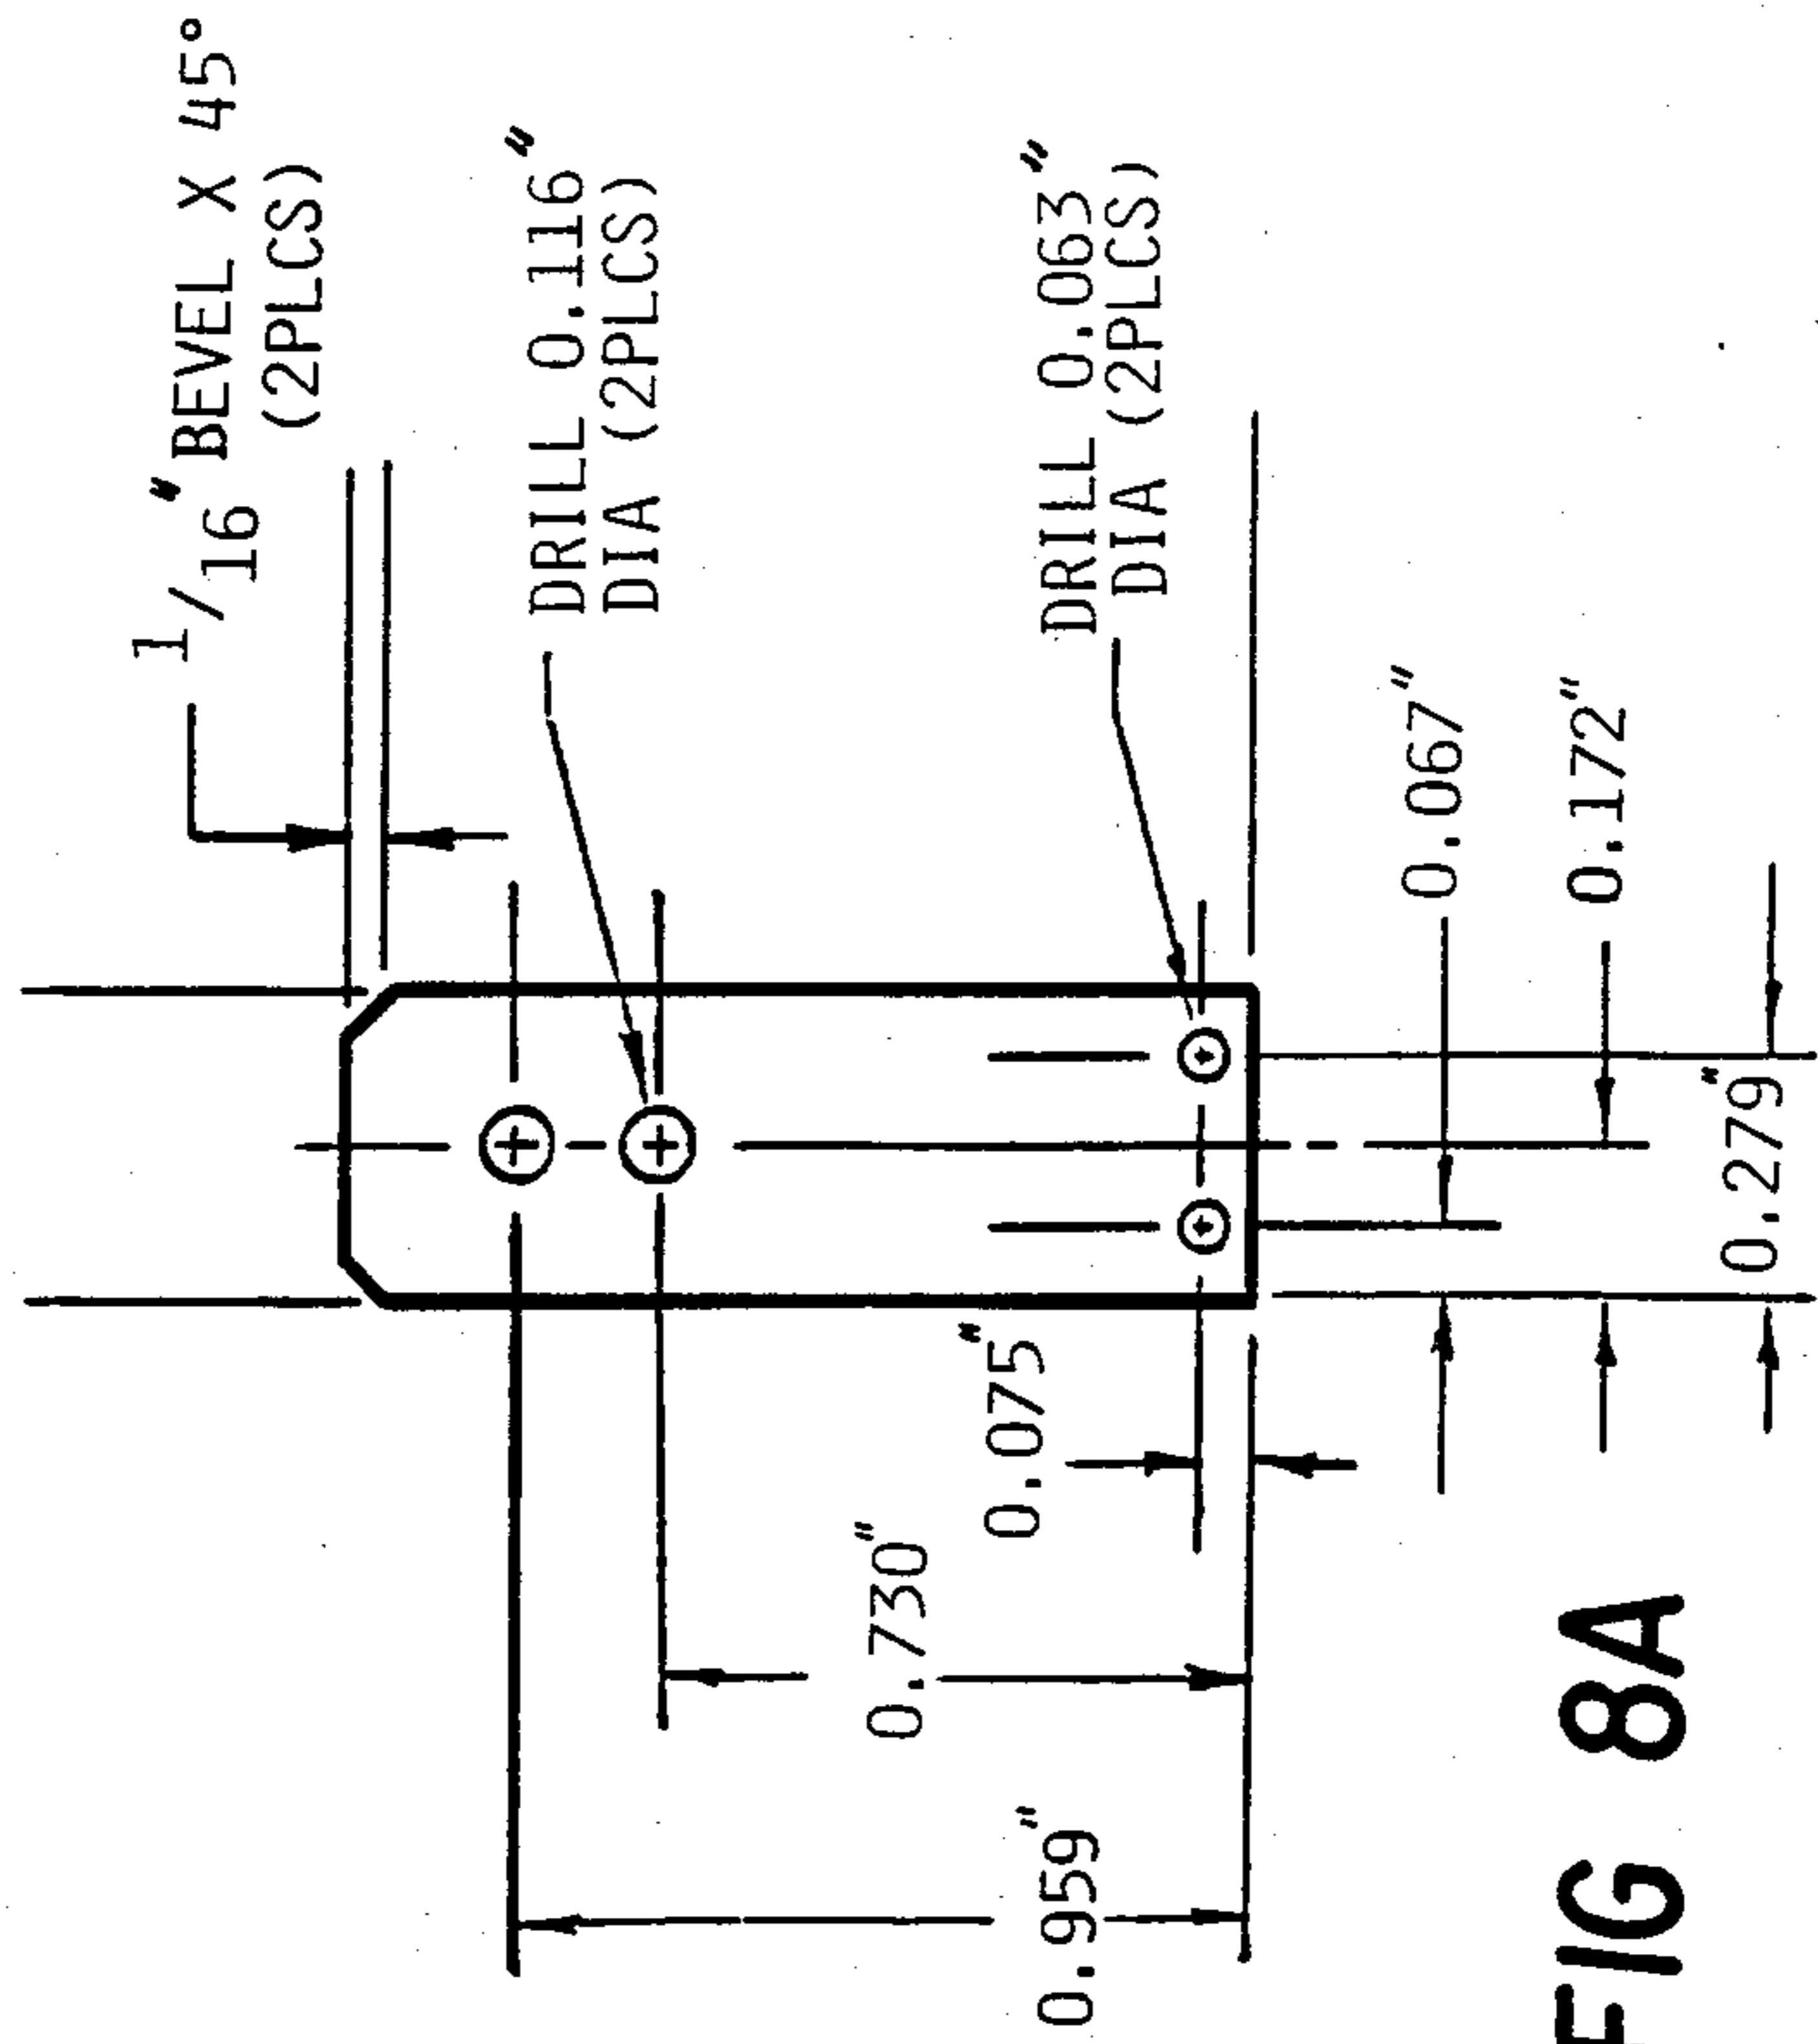 1/16" BEVEL X 45°
(2PLCS)
DRILL 0.116"
DIA (2PLCS)
DRILL 0.063"
DIA (2PLCS)
0.067"
0.172"
0.279"
0.075"
0.730"
0.959"
FIG 8A